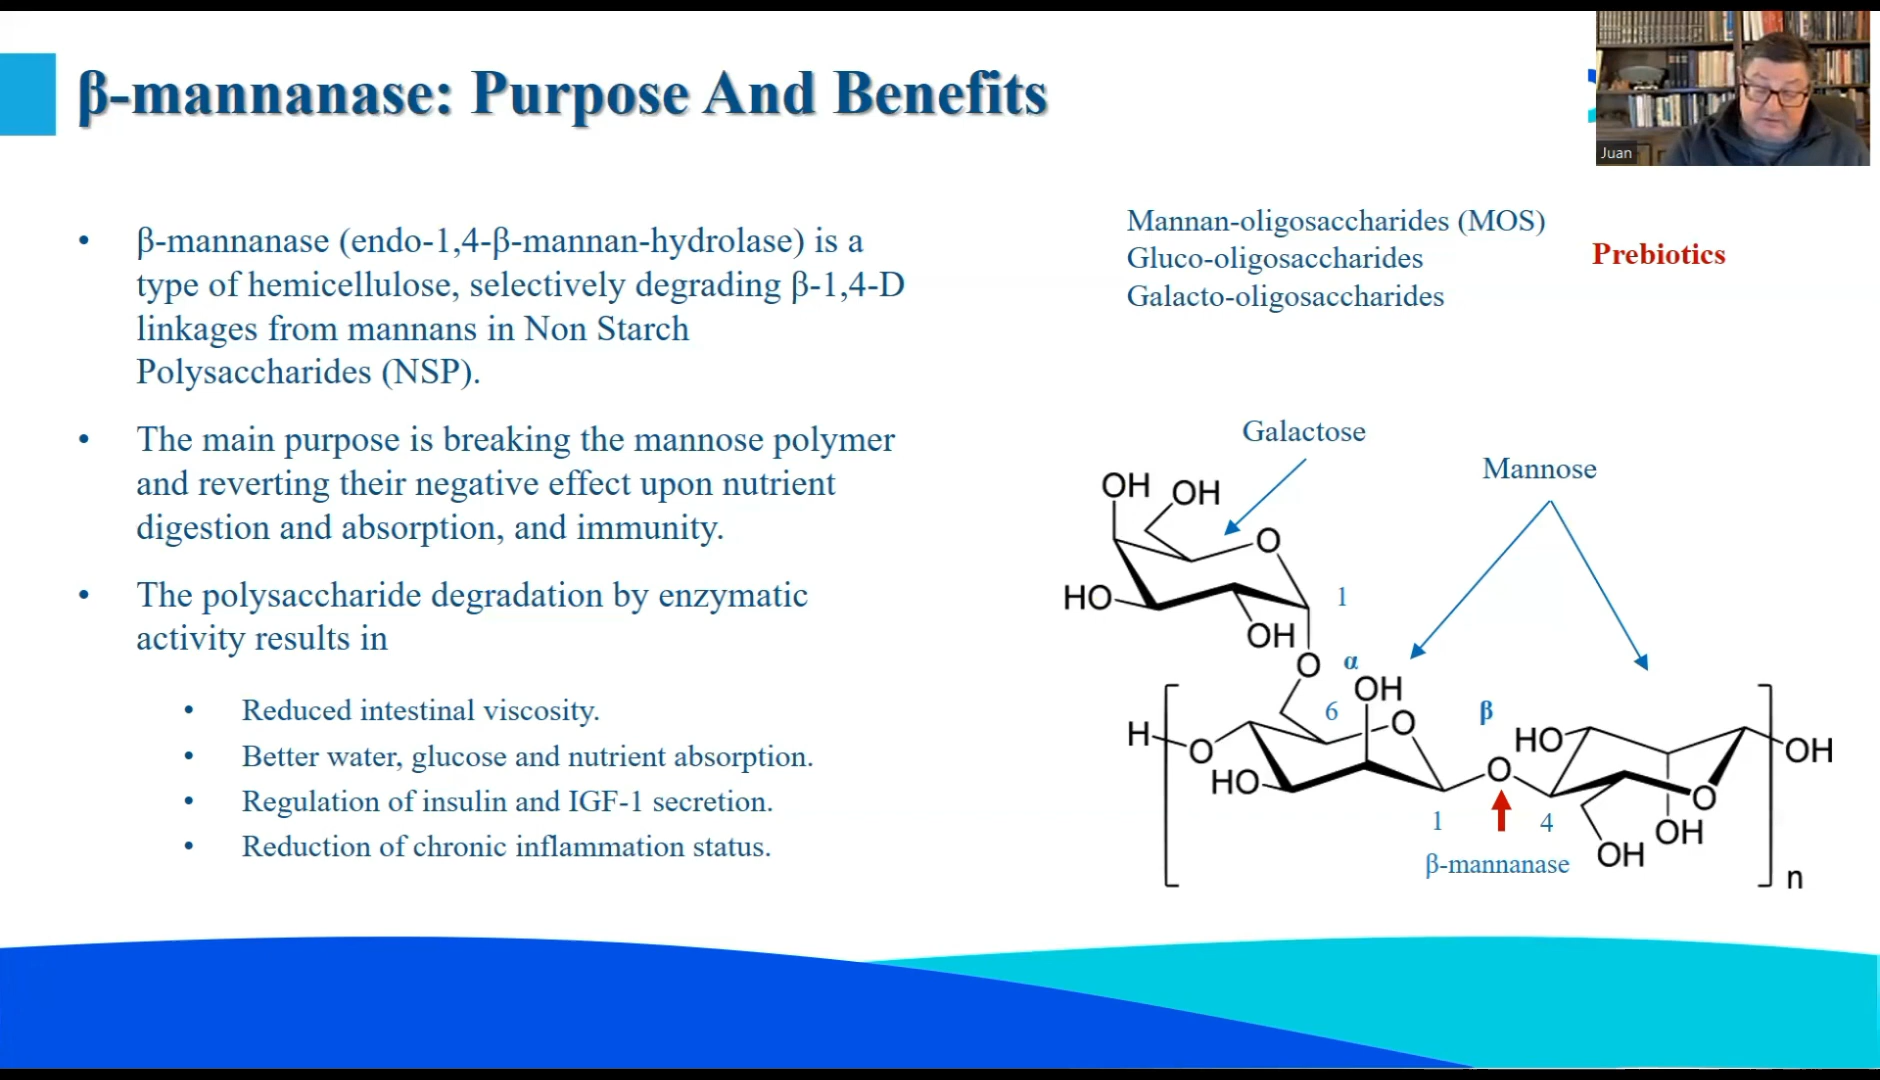 β-mannanase: Purpose And Benefits
Juan
• β-mannanase (endo-1,4-β-mannan-hydrolase) is a
type of hemicellulose, selectively degrading β-1,4-D
linkages from mannans in Non Starch
Polysaccharides (NSP).
• The main purpose is breaking the mannose polymer
and reverting their negative effect upon nutrient
digestion and absorption, and immunity.
• The polysaccharide degradation by enzymatic
activity results in
• Reduced intestinal viscosity.
• Better water, glucose and nutrient absorption.
• Regulation of insulin and IGF-1 secretion.
• Reduction of chronic inflammation status.
Mannan-oligosaccharides (MOS)
Gluco-oligosaccharides
Galacto-oligosaccharides
Prebiotics
Galactose
Mannose
OH OH
O
HO
1
OH
O α
OH
6 O β
H
O
HO
HO
O
OH
O
1 4
OH
β-mannanase
OH
n